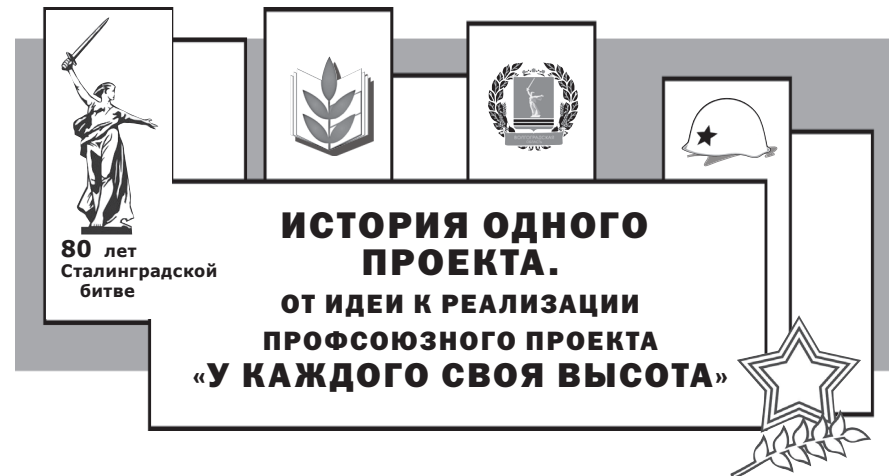 80 лет
Сталинградской
битве
ИСТОРИЯ ОДНОГО
ПРОЕКТА.
ОТ ИДЕИ К РЕАЛИЗАЦИИ
ПРОФСОЮЗНОГО ПРОЕКТА
«У КАЖДОГО СВОЯ ВЫСОТА»